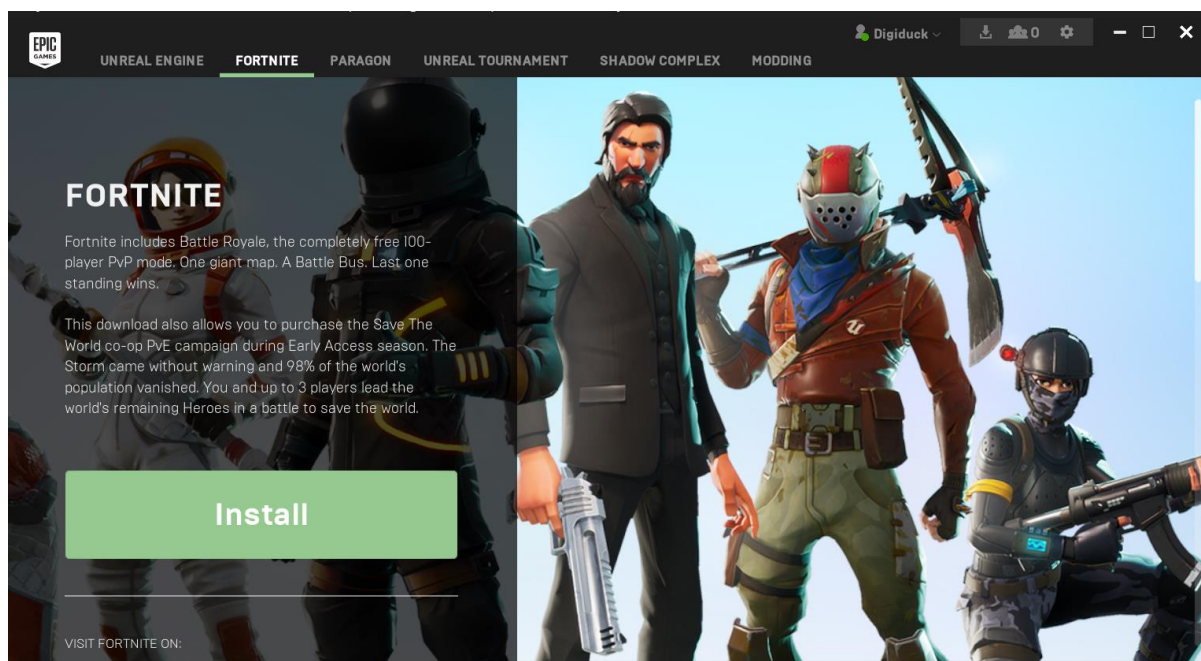 Digiduck
0
EPIC
GAMES
UNREAL ENGINE
FORTNITE
PARAGON
UNREAL TOURNAMENT
SHADOW COMPLEX
MODDING
FORTNITE
Fortnite includes Battle Royale, the completely free 100-
player PvP mode. One giant map. A Battle Bus. Last one
standing wins.
This download also allows you to purchase the Save The
World co-op PvE campaign during Early Access season. The
Storm came without warning and 98% of the world's
population vanished. You and up to 3 players lead the
world's remaining Heroes in a battle to save the world.
Install
VISIT FORTNITE ON: